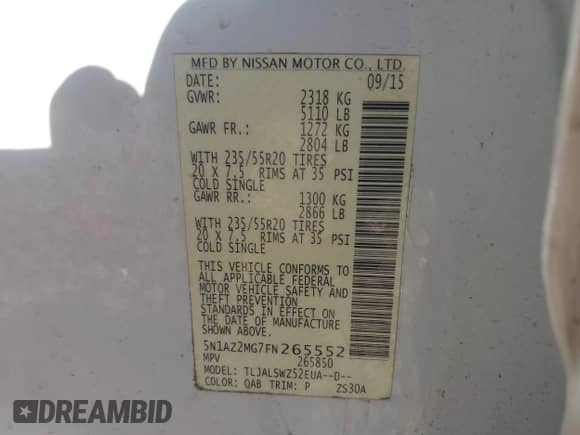 MFD BY NISSAN MOTOR CO., LTD.
DATE: 09/15
GVWR: 2318 KG
5110 LB
GAWR FR.: 1272 KG
2804 LB
WITH 235/55R20 TIRES
20 X 7.5 RIMS AT 35 PSI
COLD SINGLE
GAWR RR.: 1300 KG
2866 LB
WITH 235/55R20 TIRES
20 X 7.5 RIMS AT 35 PSI
COLD SINGLE
THIS VEHICLE CONFORMS TO
ALL APPLICABLE FEDERAL
MOTOR VEHICLE SAFETY AND
THEFT PREVENTION
STANDARDS IN EFFECT ON
THE DATE OF MANUFACTURE
SHOWN ABOVE.
5N1AZ2MG7FN265552
MPV 265850
MODEL: TLJALSWZ52EUA--D--
COLOR: QAB TRIM: P ZS30A
DREAMBID